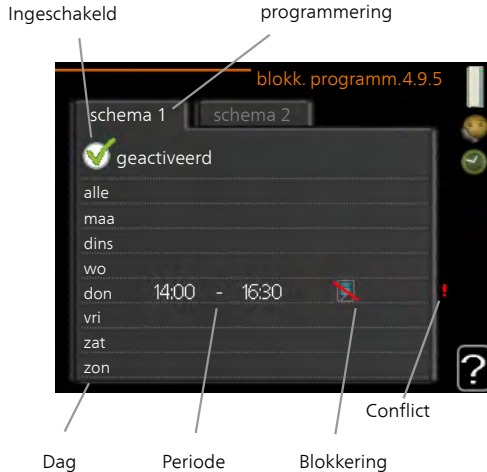 Ingeschakeld
programmering
blokk. programm.4.9.5
schema 1
schema 2
geactiveerd
alle
maa
dins
wo
don 14:00 - 16:30 !
vri
zat
zon
?
Conflict
Dag
Periode
Blokkering